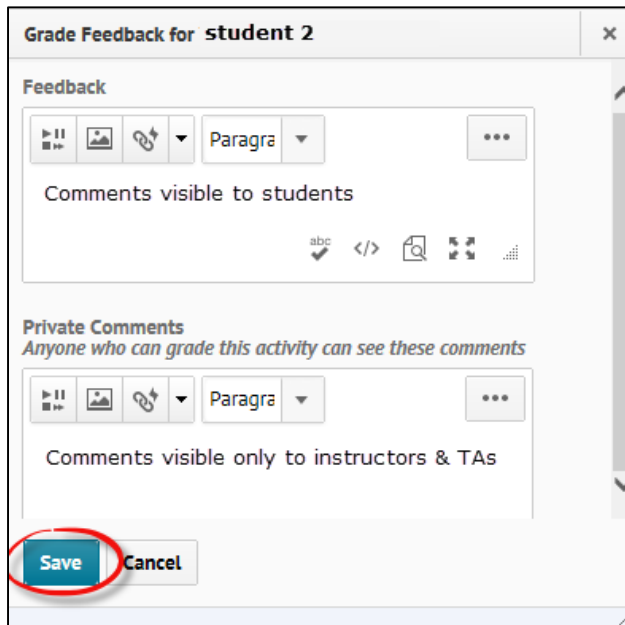 Grade Feedback for student 2
Feedback
Paragra
Comments visible to students
abc
Private Comments
Anyone who can grade this activity can see these comments
Paragra
Comments visible only to instructors & TAs
Save Cancel